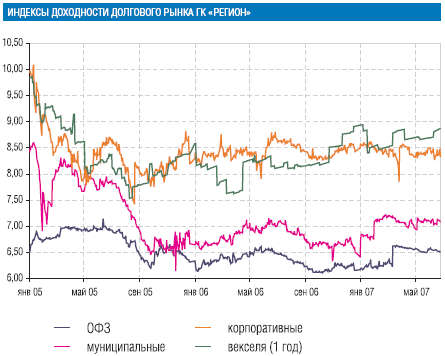 ИНДЕКСЫ ДОХОДНОСТИ ДОЛГОВОГО РЫНКА ГК «РЕГИОН»
10,50
10,00
9,50
9,00
8,50
8,00
7,50
7,00
6,50
6,00
янв 05 май 05 сен 05 янв 06 май 06 сен 06 янв 07 май 07
ОФЗ корпоративные
муниципальные векселя (1 год)